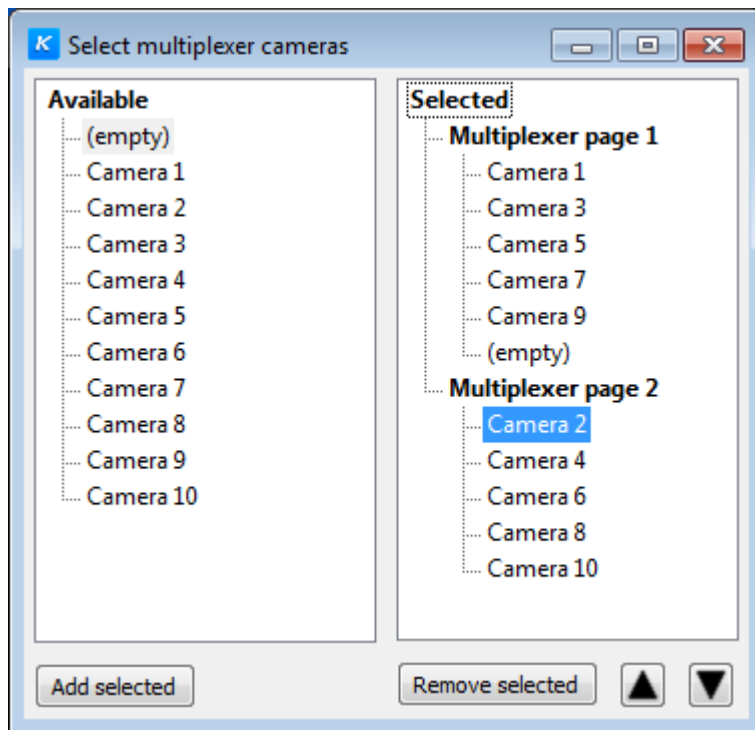 K Select multiplexer cameras
Available
(empty)
Camera 1
Camera 2
Camera 3
Camera 4
Camera 5
Camera 6
Camera 7
Camera 8
Camera 9
Camera 10
Add selected
Selected
Multiplexer page 1
Camera 1
Camera 3
Camera 5
Camera 7
Camera 9
(empty)
Multiplexer page 2
Camera 2
Camera 4
Camera 6
Camera 8
Camera 10
Remove selected